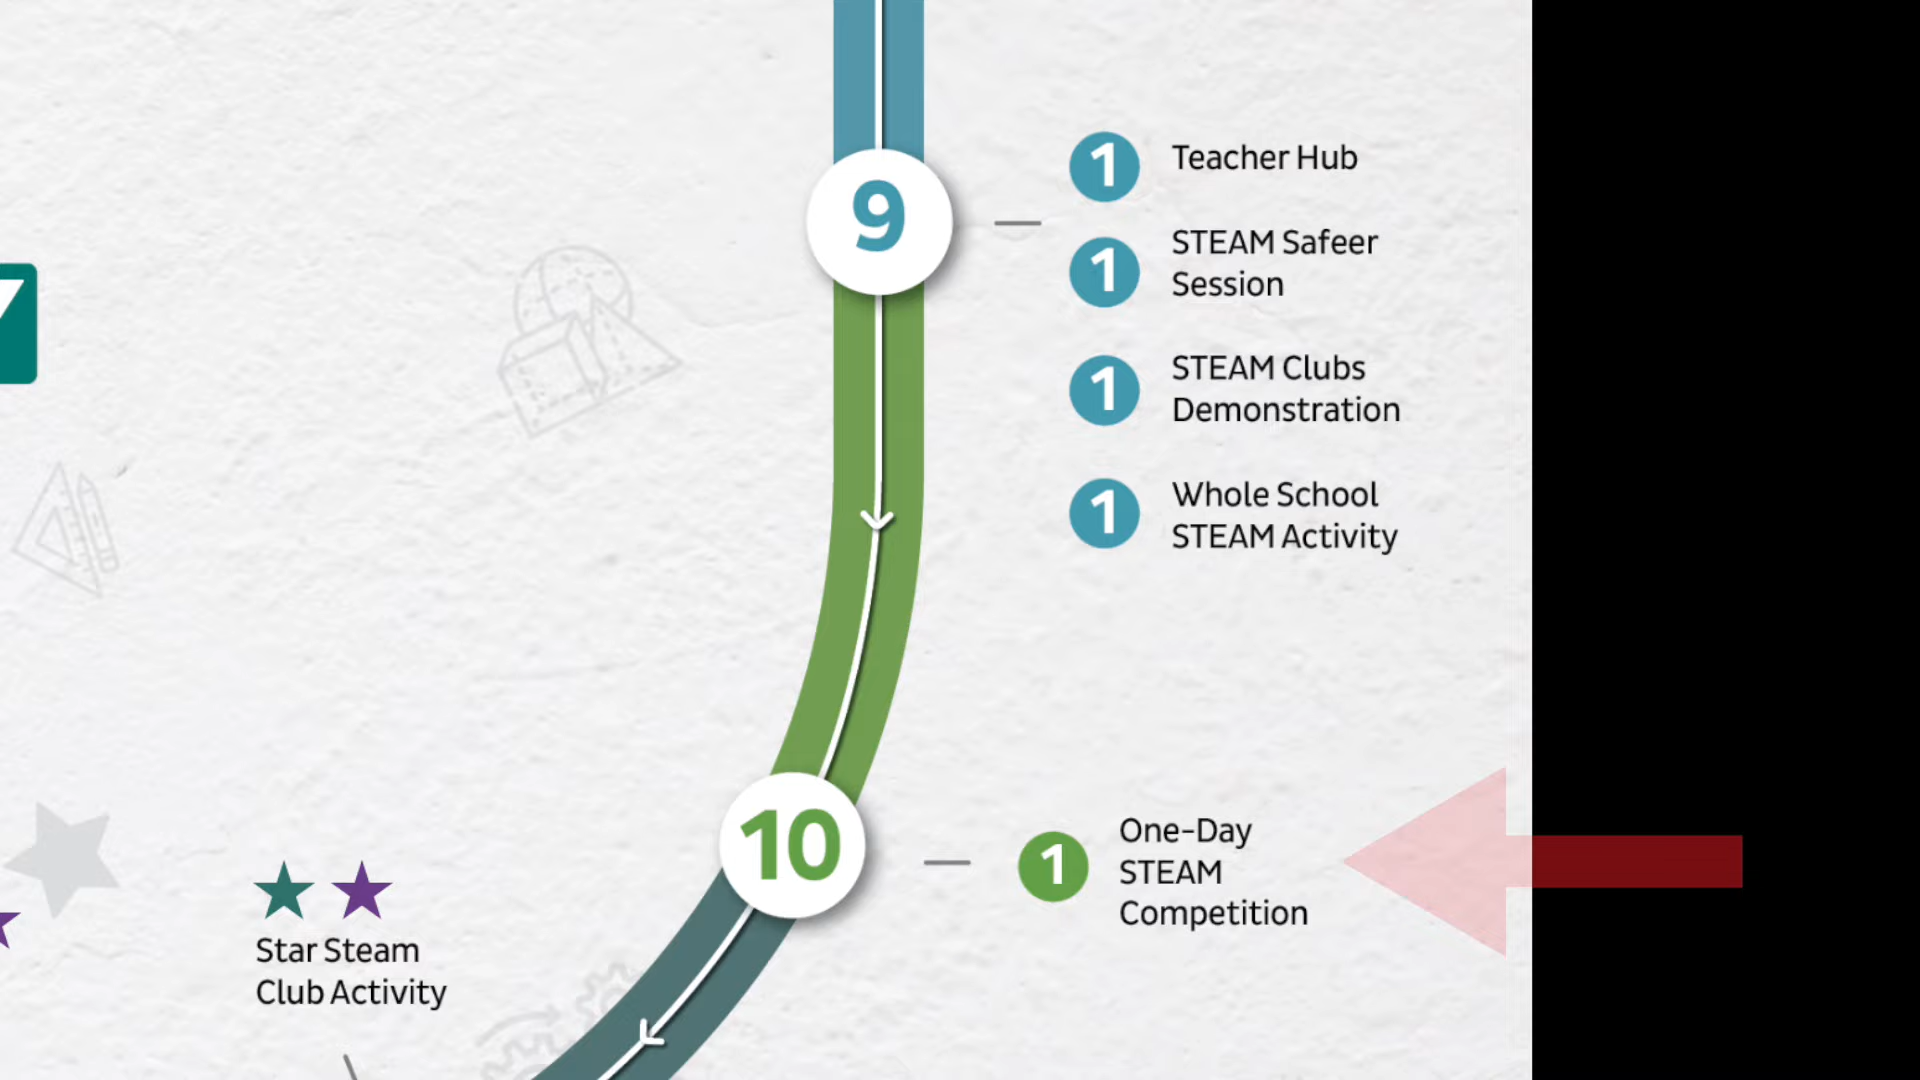 9
1 Teacher Hub
1 STEAM Safeer
Session
1 STEAM Clubs
Demonstration
1 Whole School
STEAM Activity
10
1 One-Day
STEAM
Competition
Star Steam
Club Activity